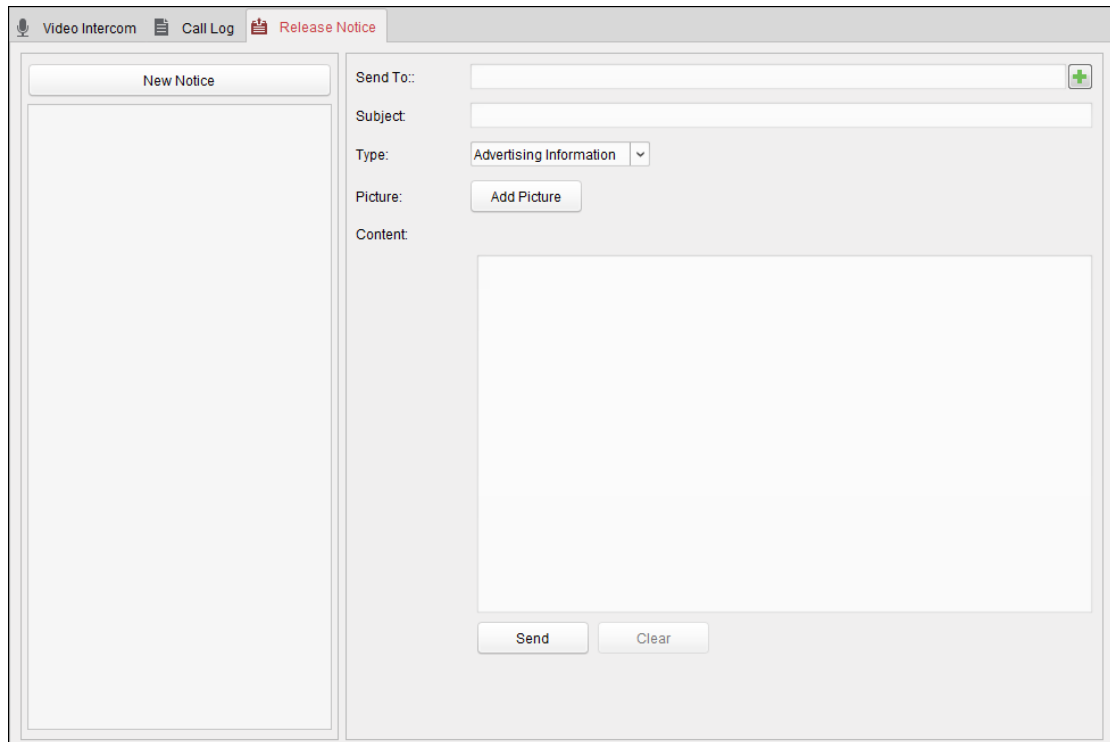 Video Intercom Call Log Release Notice
New Notice
Send To::
Subject:
Type: Advertising Information
Picture: Add Picture
Content:
Send Clear